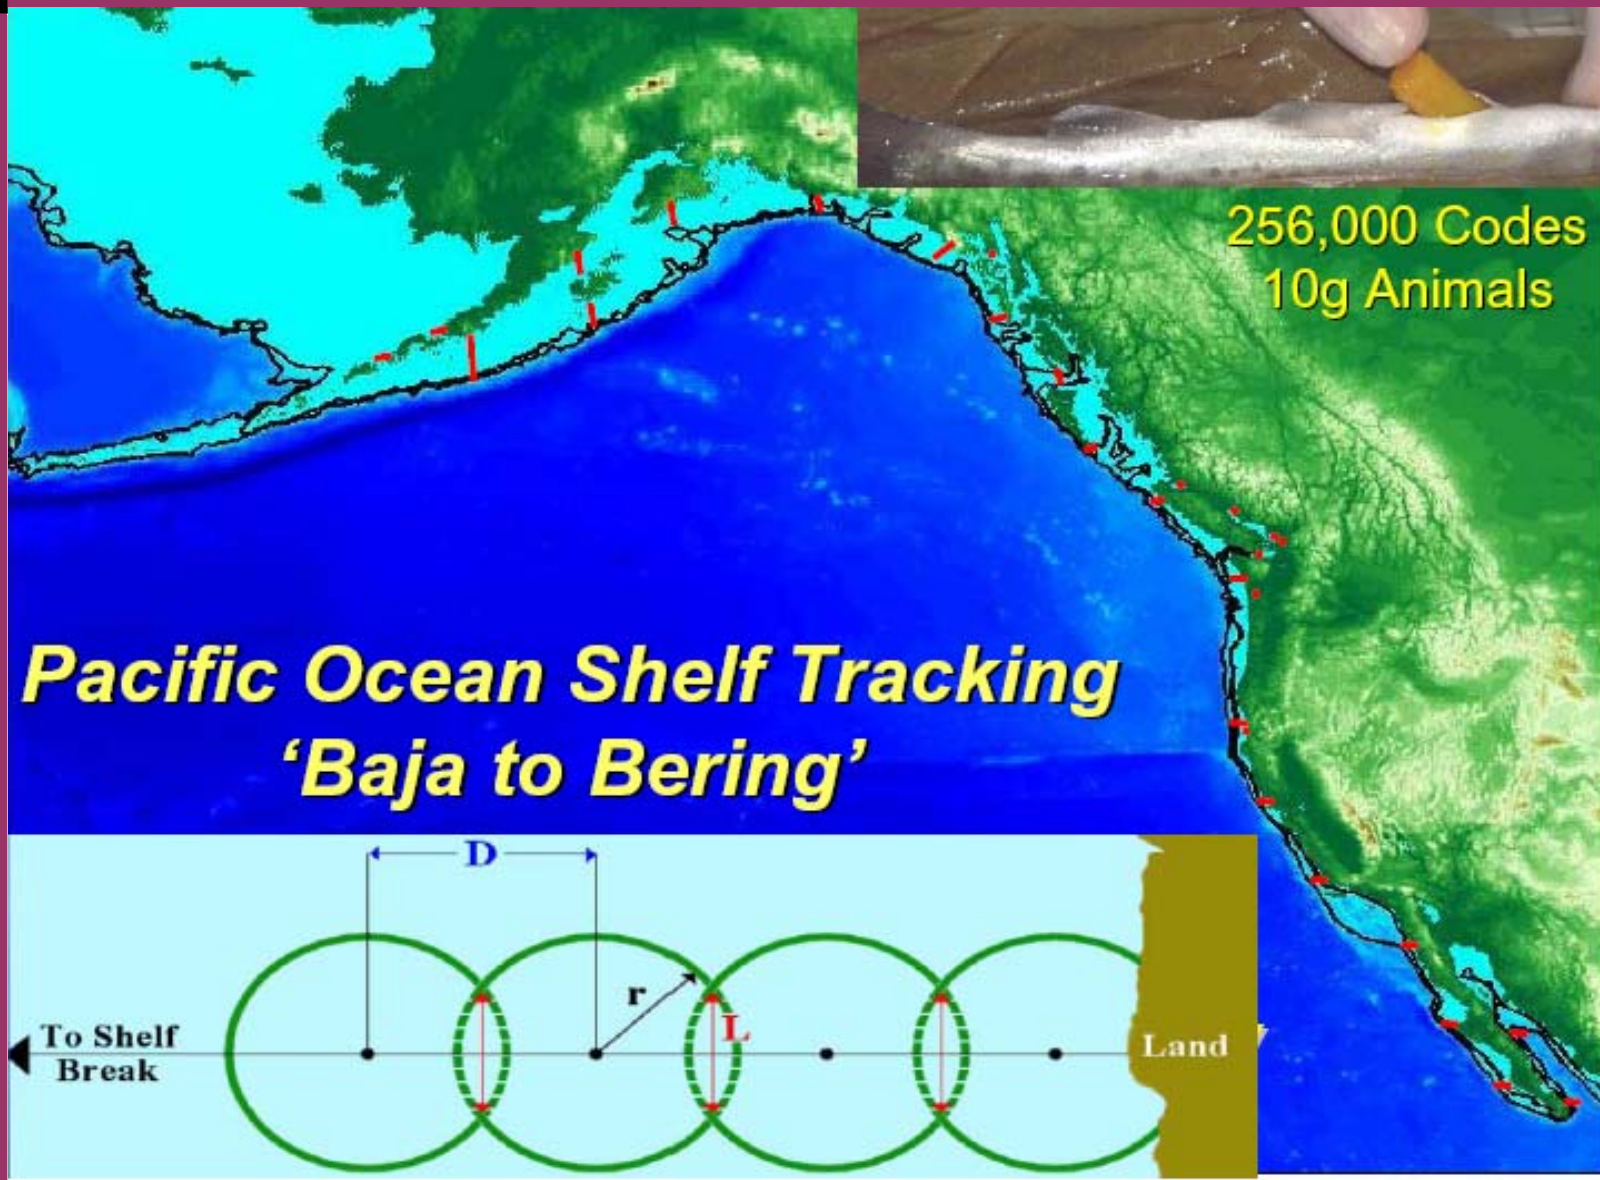 256,000 Codes
10g Animals
Pacific Ocean Shelf Tracking
‘Baja to Bering’
D
r
L
To Shelf
Break
Land